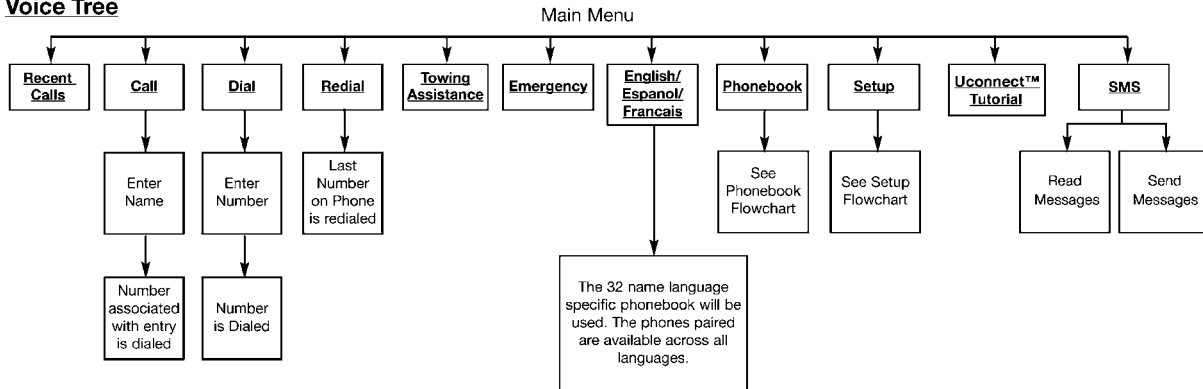 Voice Tree
Main Menu
Recent
Calls
Call
Dial
Redial
Towing
Assistance
Emergency
English/
Espanol/
Francais
Phonebook
Setup
Uconnect™
Tutorial
SMS
Enter
Name
Enter
Number
Last
Number
on Phone
is redialed
See
Phonebook
Flowchart
See Setup
Flowchart
Read
Messages
Send
Messages
Number
associated
with entry
is dialed
Number
is Dialed
The 32 name language
specific phonebook will be
used. The phones paired
are available across all
languages.